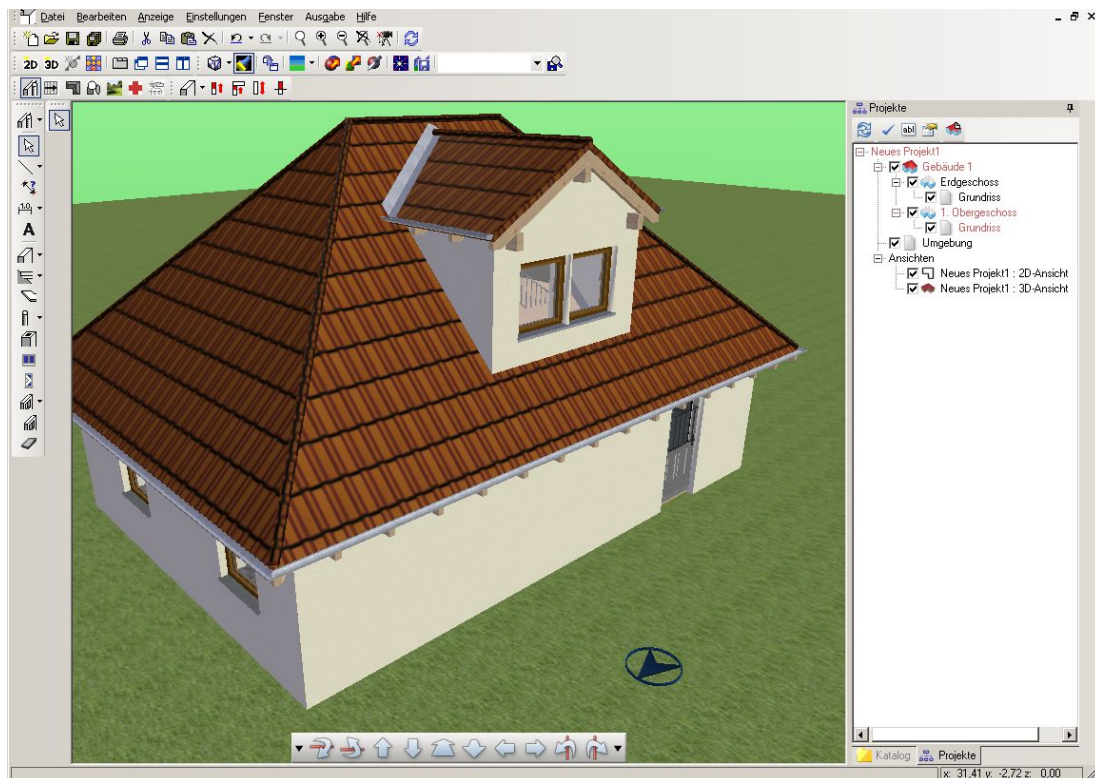 Datei Bearbeiten Anzeige Einstellungen Fenster Ausgabe Hilfe
2D 3D
abl
A
Projekte
Neues Projekt1
Gebäude 1
Erdgeschoss
Grundriss
1. Obergeschoss
Grundriss
Umgebung
Ansichten
Neues Projekt1 : 2D-Ansicht
Neues Projekt1 : 3D-Ansicht
Katalog Projekte
x: 31,41 y: -2,72 z: 0,00